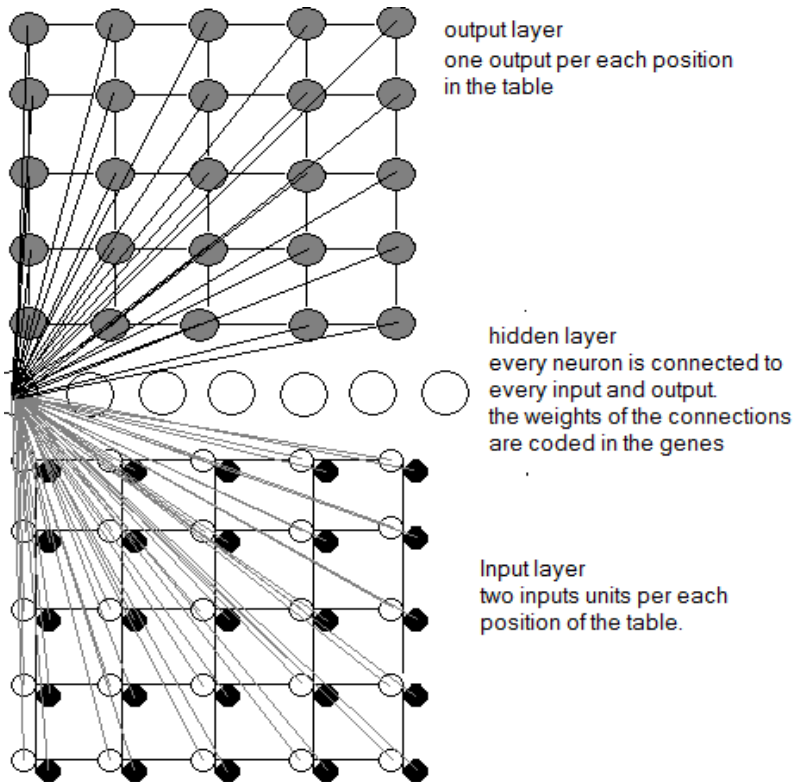 output layer
one output per each position
in the table
hidden layer
every neuron is connected to
every input and output.
the weights of the connections
are coded in the genes
Input layer
two inputs units per each
position of the table.